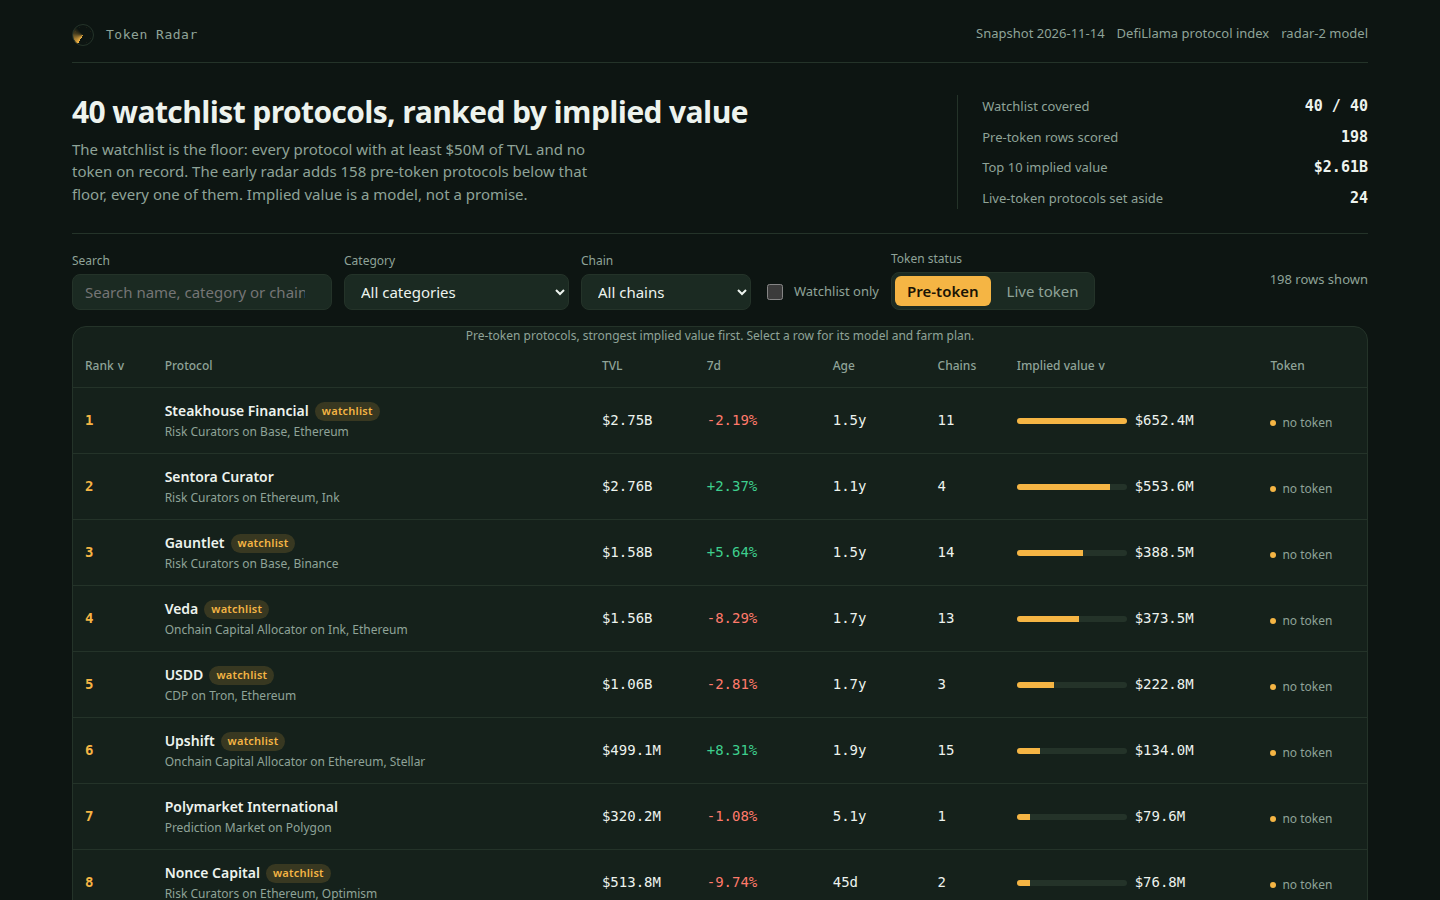 Token Radar
Snapshot 2026-11-14 DefiLlama protocol index radar-2 model
40 watchlist protocols, ranked by implied value
The watchlist is the floor: every protocol with at least $50M of TVL and no
token on record. The early radar adds 158 pre-token protocols below that
floor, every one of them. Implied value is a model, not a promise.
Watchlist covered 40 / 40
Pre-token rows scored 198
Top 10 implied value $2.61B
Live-token protocols set aside 24
Search Category Chain Token status
Search name, category or chain All categories All chains Watchlist only Pre-token Live token 198 rows shown
Pre-token protocols, strongest implied value first. Select a row for its model and farm plan.
Rank v Protocol TVL 7d Age Chains Implied value v Token
1 Steakhouse Financial watchlist $2.75B -2.19% 1.5y 11 $652.4M no token
Risk Curators on Base, Ethereum
2 Sentora Curator $2.76B +2.37% 1.1y 4 $553.6M no token
Risk Curators on Ethereum, Ink
3 Gauntlet watchlist $1.58B +5.64% 1.5y 14 $388.5M no token
Risk Curators on Base, Binance
4 Veda watchlist $1.56B -8.29% 1.7y 13 $373.5M no token
Onchain Capital Allocator on Ink, Ethereum
5 USDD watchlist $1.06B -2.81% 1.7y 3 $222.8M no token
CDP on Tron, Ethereum
6 Upshift watchlist $499.1M +8.31% 1.9y 15 $134.0M no token
Onchain Capital Allocator on Ethereum, Stellar
7 Polymarket International $320.2M -1.08% 5.1y 1 $79.6M no token
Prediction Market on Polygon
8 Nonce Capital watchlist $513.8M -9.74% 45d 2 $76.8M no token
Risk Curators on Ethereum, Optimism